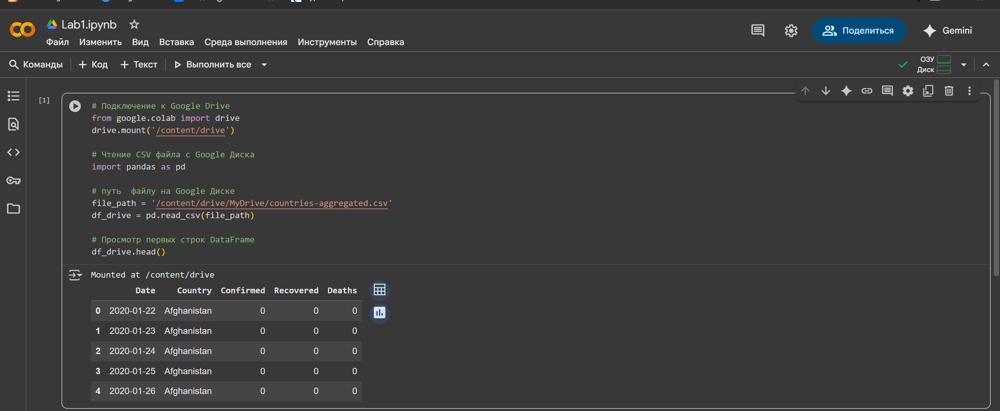 Lab1.ipynb
Файл Изменить Вид Вставка Среда выполнения Инструменты Справка
Поделиться
Gemini
Команды + Код + Текст Выполнить все
ОЗУ
Диск
[1]
# Подключение к Google Drive
from google.colab import drive
drive.mount('/content/drive')
# Чтение CSV файла с Google Диска
import pandas as pd
# путь  файлу на Google Диске
file_path = '/content/drive/MyDrive/countries-aggregated.csv'
df_drive = pd.read_csv(file_path)
# Просмотр первых строк DataFrame
df_drive.head()
Mounted at /content/drive
Date Country Confirmed Recovered Deaths
0 2020-01-22 Afghanistan 0 0 0
1 2020-01-23 Afghanistan 0 0 0
2 2020-01-24 Afghanistan 0 0 0
3 2020-01-25 Afghanistan 0 0 0
4 2020-01-26 Afghanistan 0 0 0